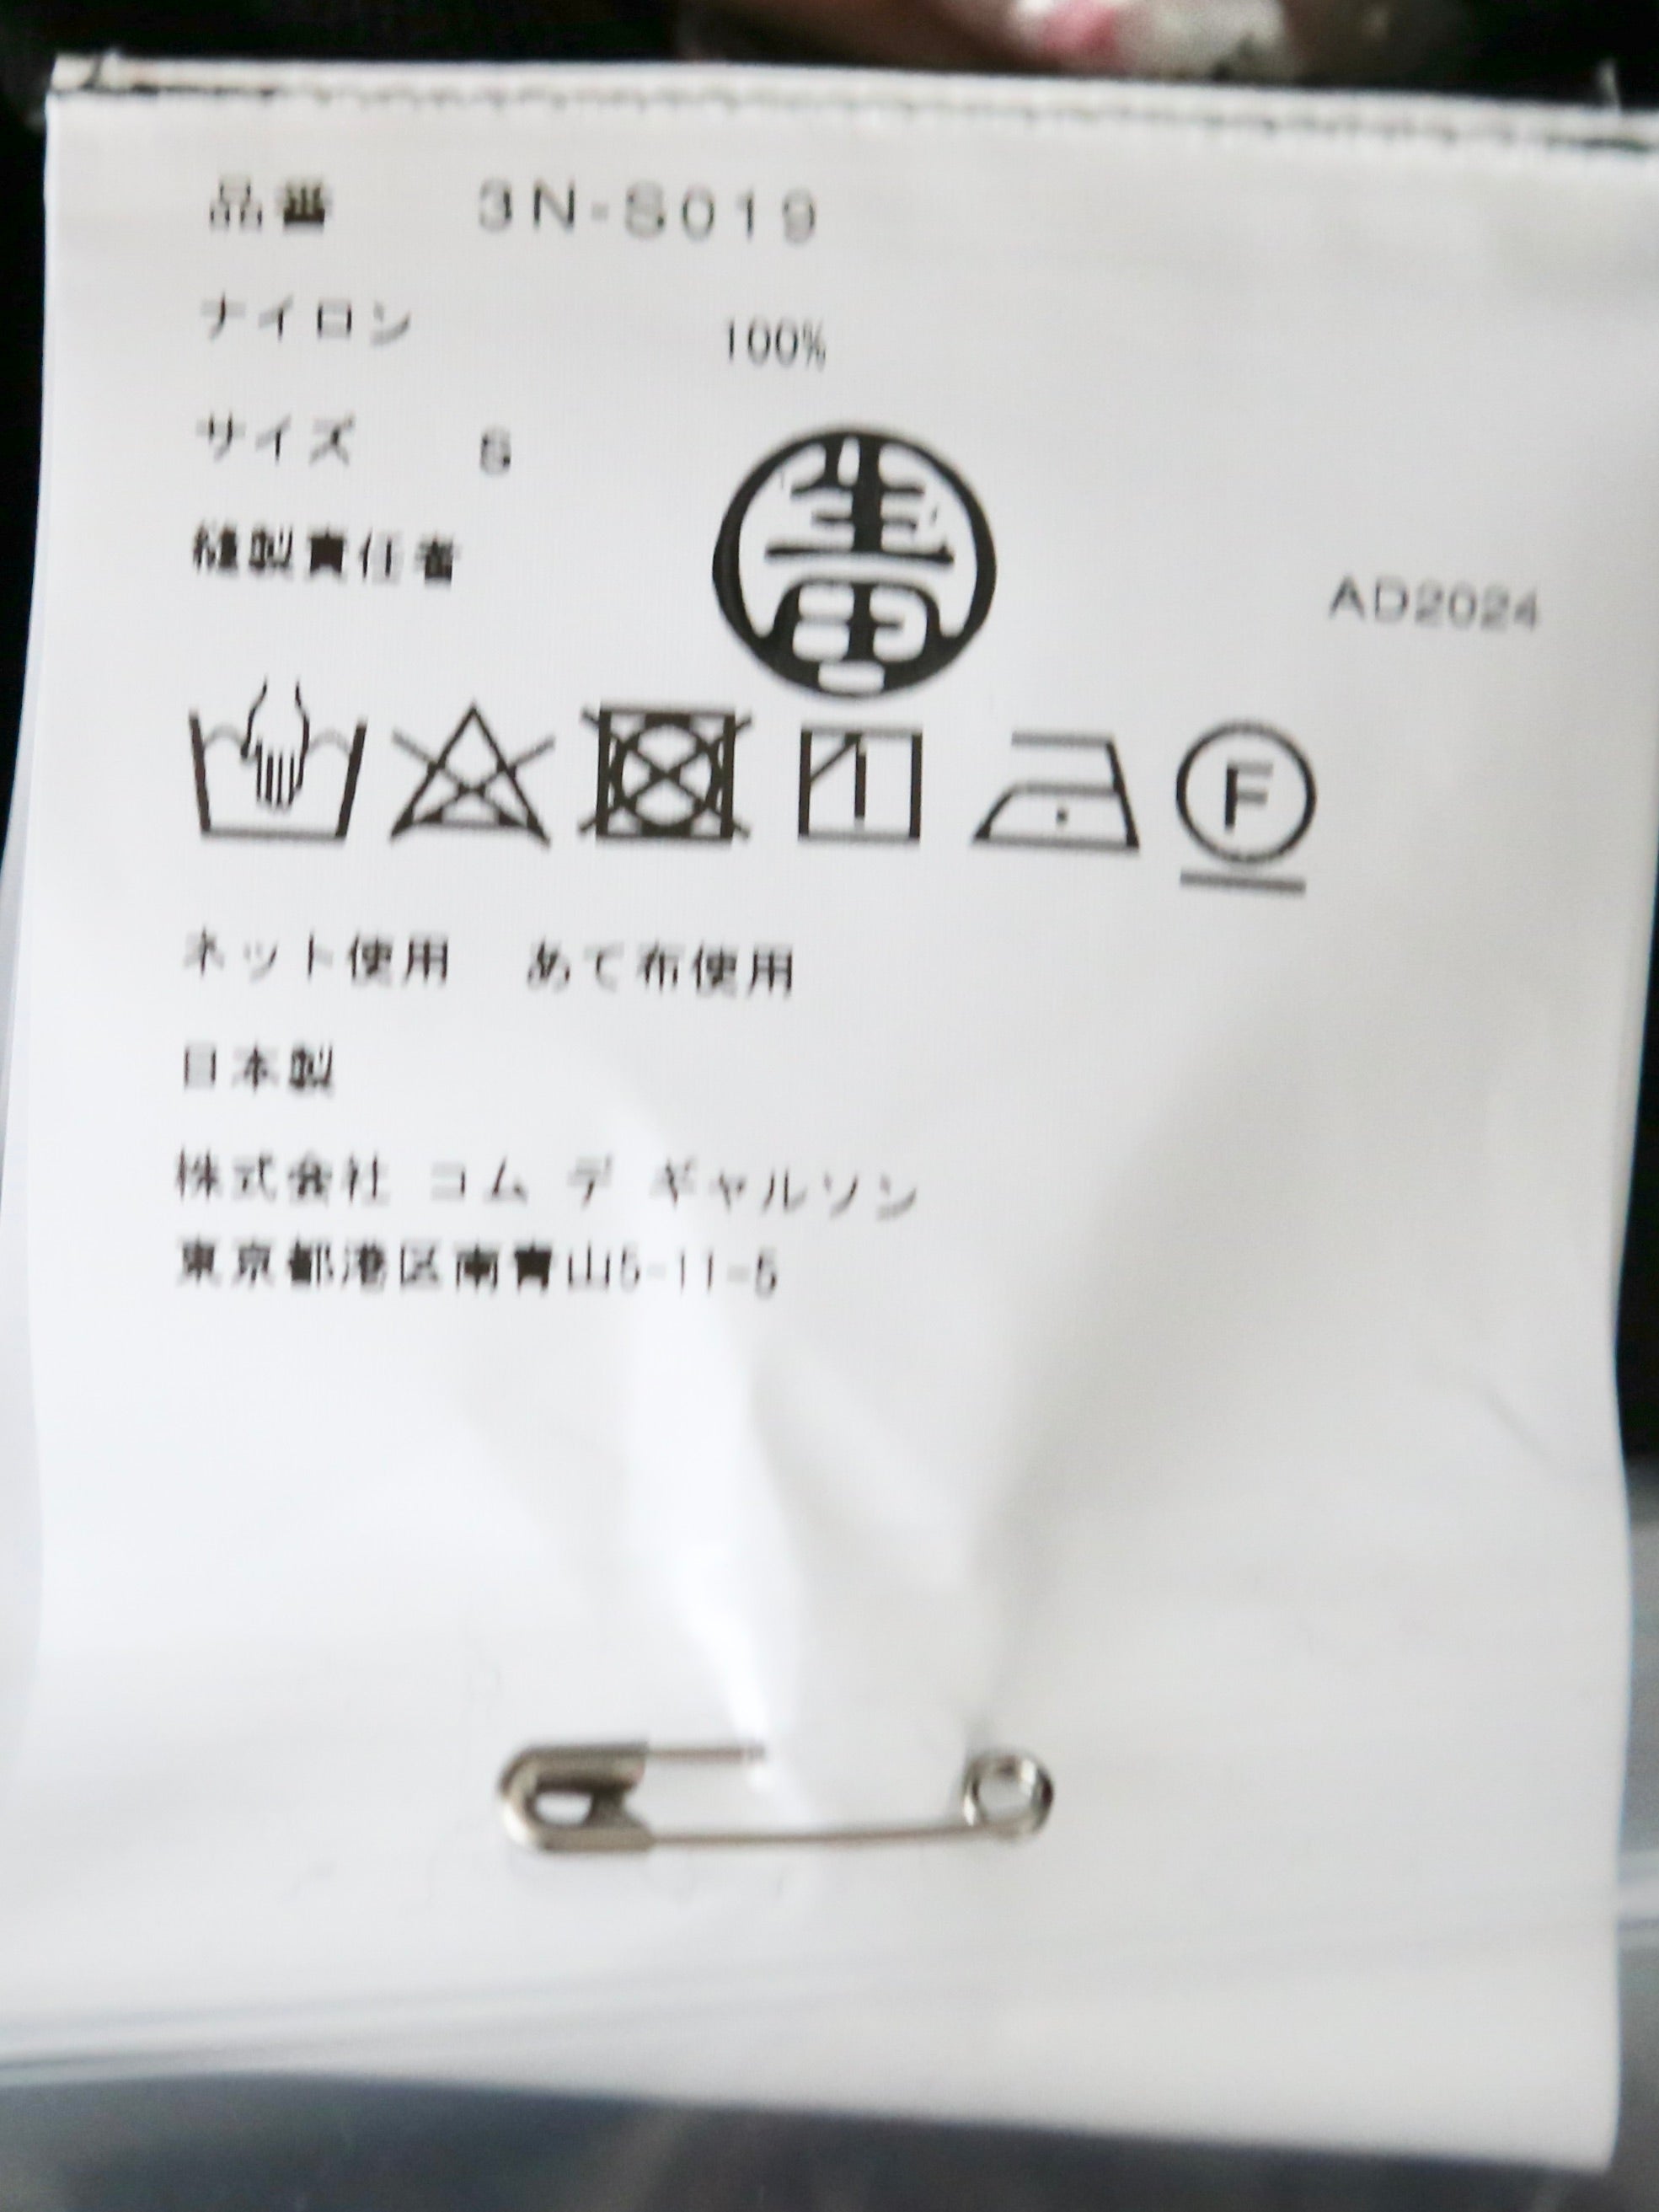 品番 3N-S019
ナイロン 100%
サイズ S
縫製責任者 生田
AD2024
F
ネット使用 あて布使用
日本製
株式会社 コム デ ギャルソン
東京都港区南青山5-11-5